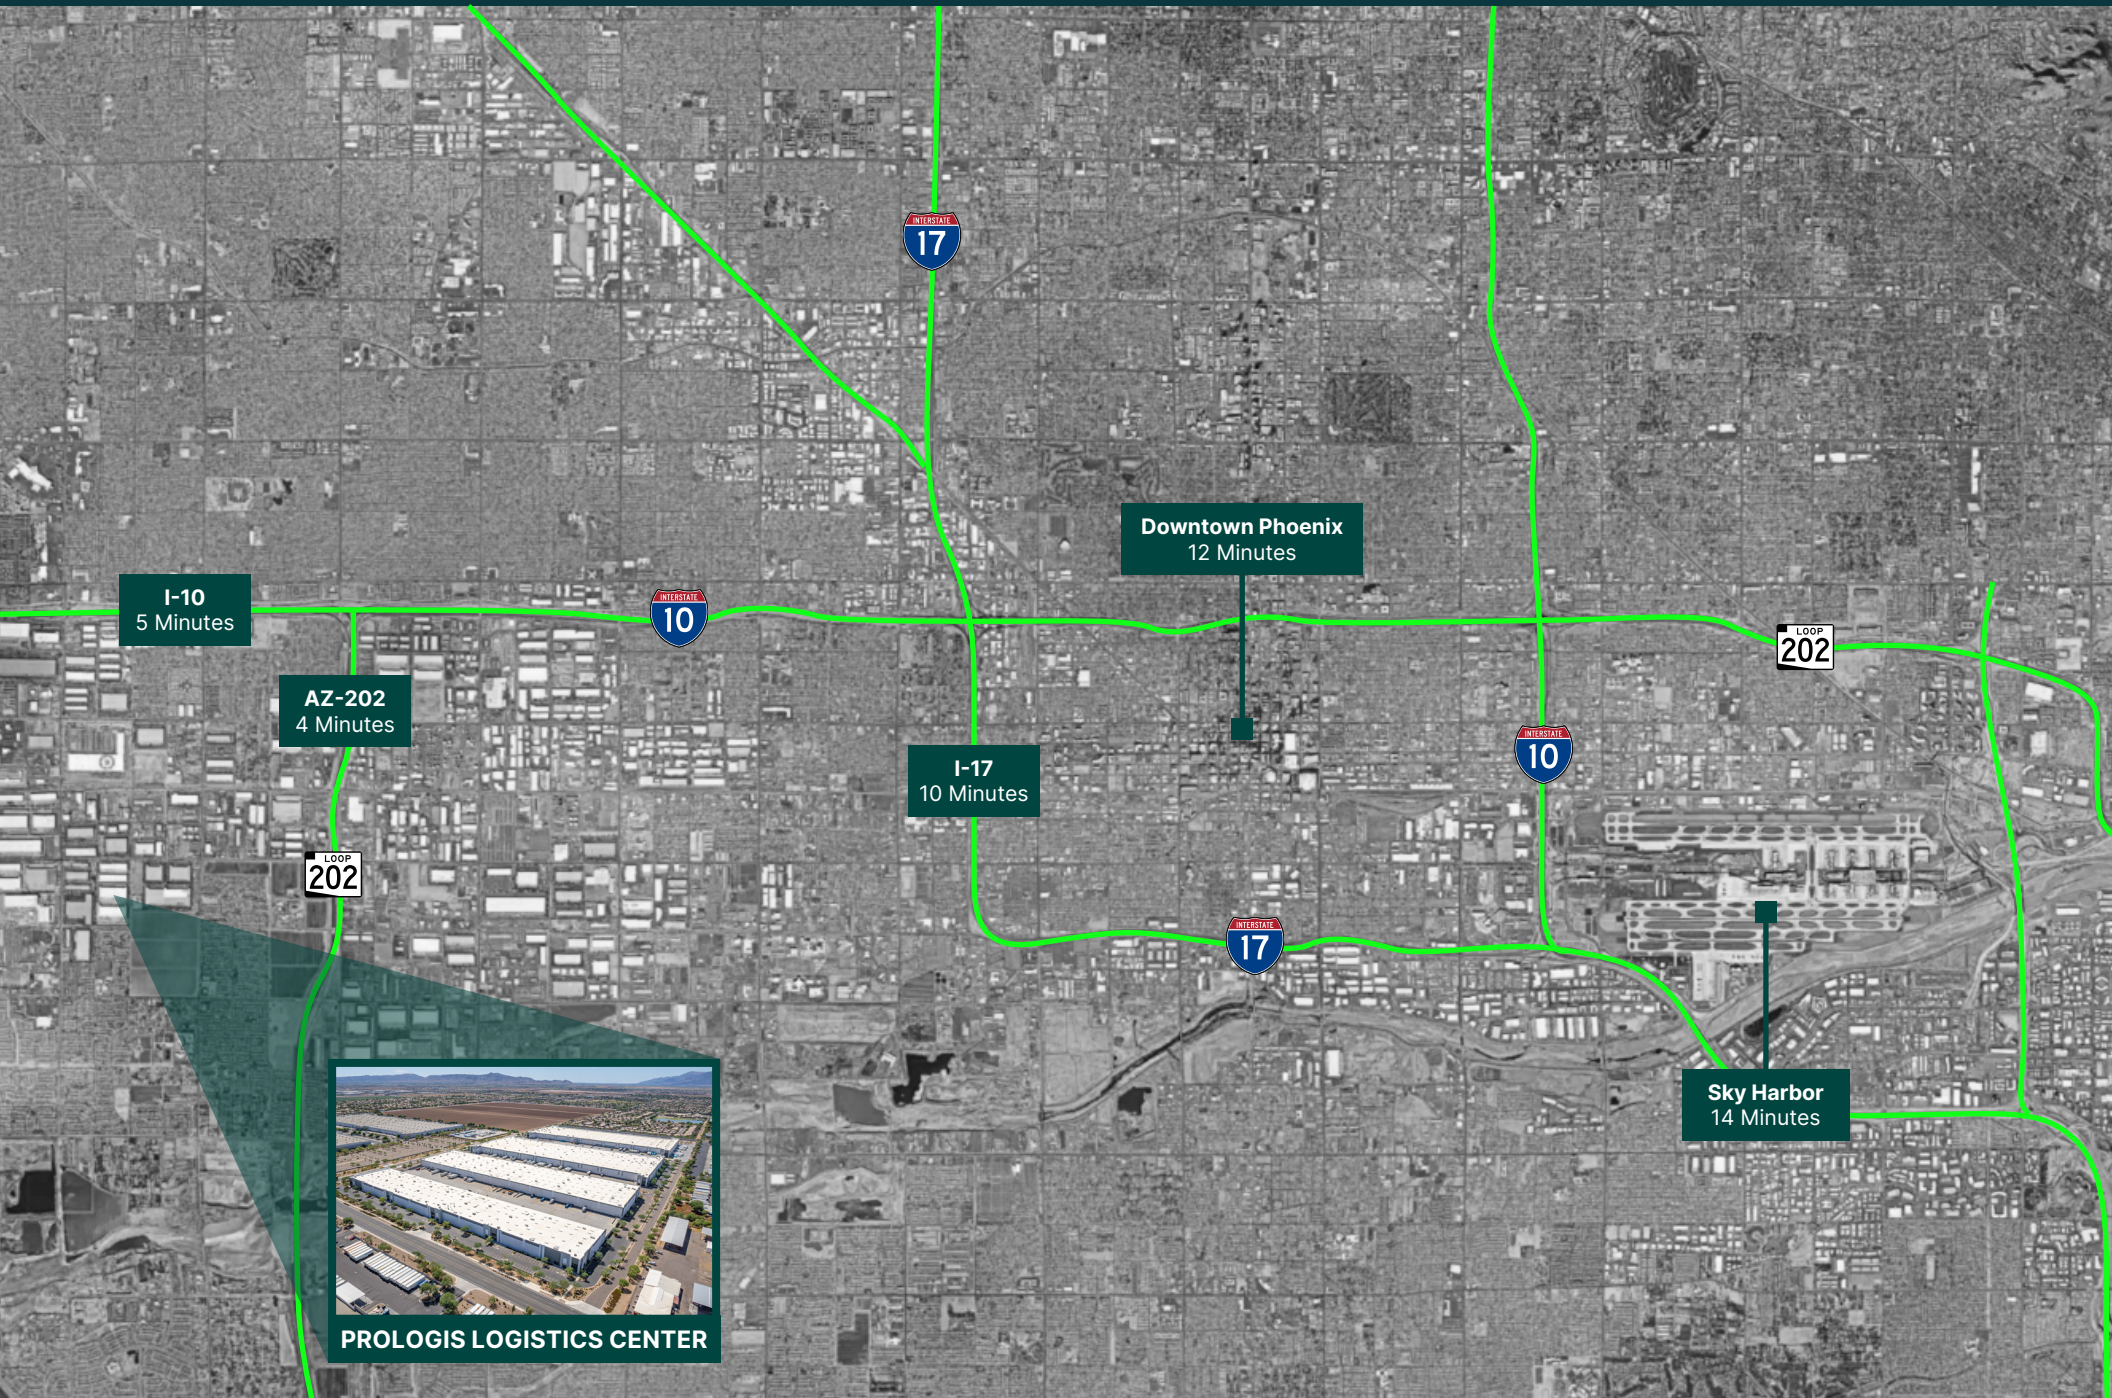 INTERSTATE
17
Downtown Phoenix
12 Minutes
I-10
5 Minutes
INTERSTATE
10
LOOP
202
AZ-202
4 Minutes
I-17
10 Minutes
INTERSTATE
10
LOOP
202
INTERSTATE
17
Sky Harbor
14 Minutes
PROLOGIS LOGISTICS CENTER